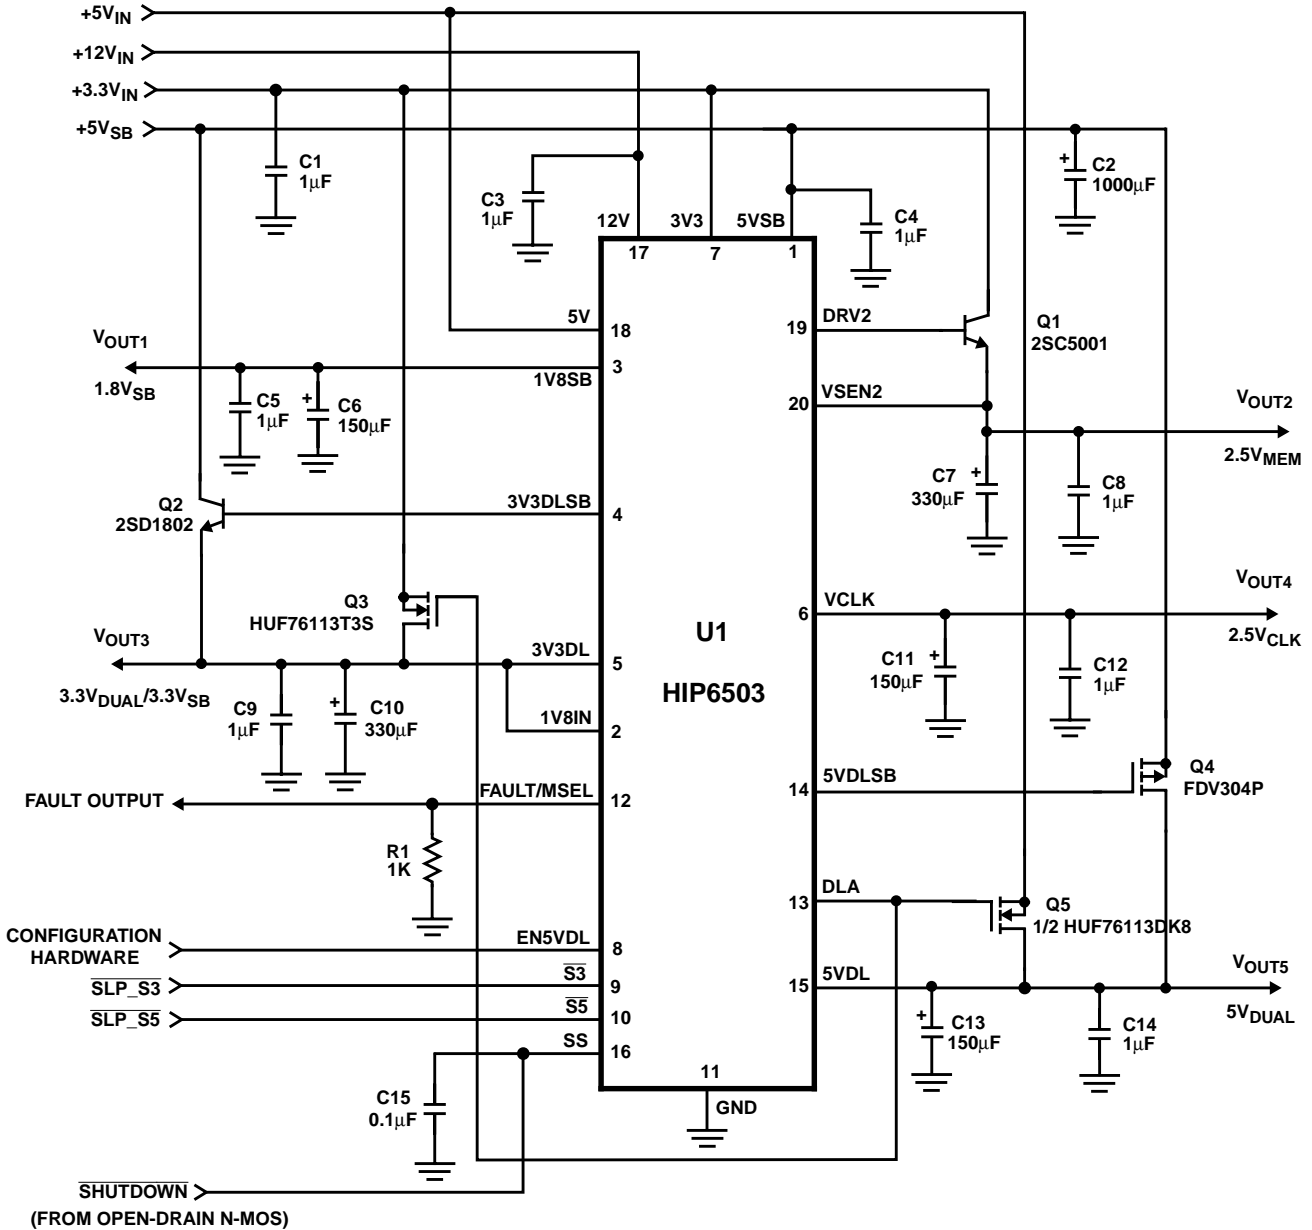 +5VIN
+12VIN
+3.3VIN
+5VSB
C1
1µF
C3
1µF
C2
1000µF
C4
1µF
12V
3V3
5VSB
17
7
1
5V
18
DRV2
19
Q1
2SC5001
VOUT1
1.8VSB
1V8SB
3
C5
1µF
C6
150µF
VSEN2
20
VOUT2
2.5VMEM
C7
330µF
C8
1µF
Q2
2SD1802
3V3DLSB
4
Q3
HUF76113T3S
VCLK
6
VOUT4
2.5VCLK
U1
HIP6503
VOUT3
3.3VDUAL/3.3VSB
3V3DL
5
C11
150µF
C12
1µF
C9
1µF
C10
330µF
1V8IN
2
5VDLSB
14
Q4
FDV304P
FAULT OUTPUT
FAULT/MSEL
12
R1
1K
DLA
13
Q5
1/2 HUF76113DK8
CONFIGURATION
HARDWARE
EN5VDL
8
SLP_S3
S3
9
SLP_S5
S5
10
SS
16
5VDL
15
VOUT5
5VDUAL
C13
150µF
C14
1µF
11
GND
C15
0.1µF
SHUTDOWN
(FROM OPEN-DRAIN N-MOS)